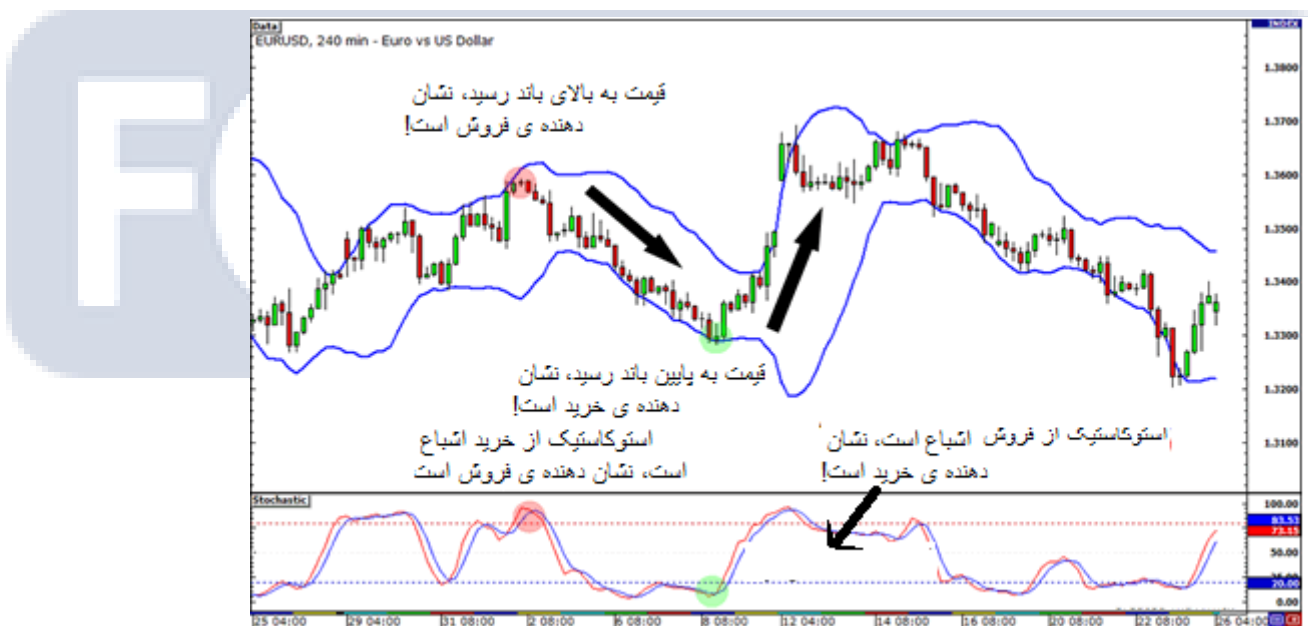 Data
EURUSD, 240 min - Euro vs US Dollar
INDEX
قیمت به بالای باند رسید، نشان
دهنده ی فروش است!
1.3800
1.3700
1.3600
1.3500
1.3400
1.3300
1.3200
1.3100
قیمت به پایین باند رسید، نشان
دهنده ی خرید است!
استوکاستیک از خرید اشباع
است، نشان دهنده ی فروش است
استوکاستیک از فروش اشباع است، نشان
دهنده ی خرید است!
Stochastic
100.00
83.53
73.15
50.00
20.00
0.00
25 04:00 29 04:00 31 08:00 2 08:00 6 08:00 8 08:00 12 04:00 14 08:00 16 08:00 20 08:00 22 08:00 26 04:00